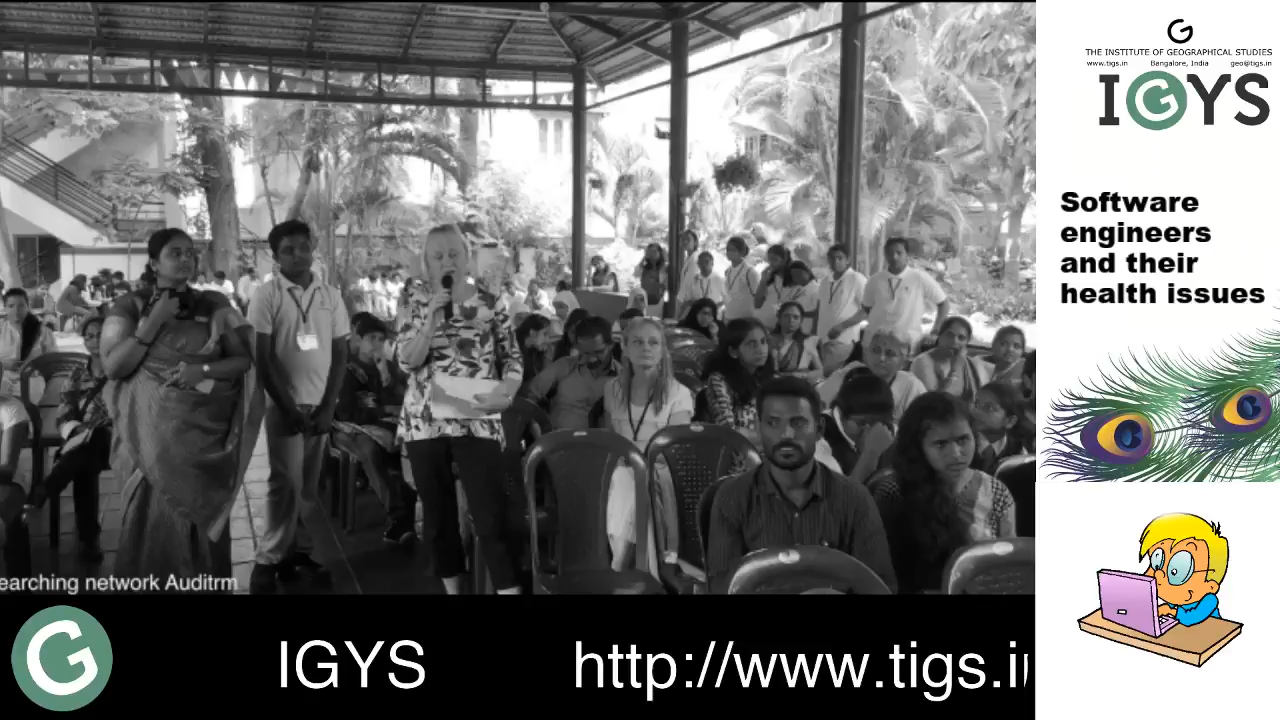 G
THE INSTITUTE OF GEOGRAPHICAL STUDIES
www.tigs.in Bangalore, India geo@tigs.in
IGYS
Software
engineers
and their
health issues
earching network Auditrm
G IGYS http://www.tigs.i